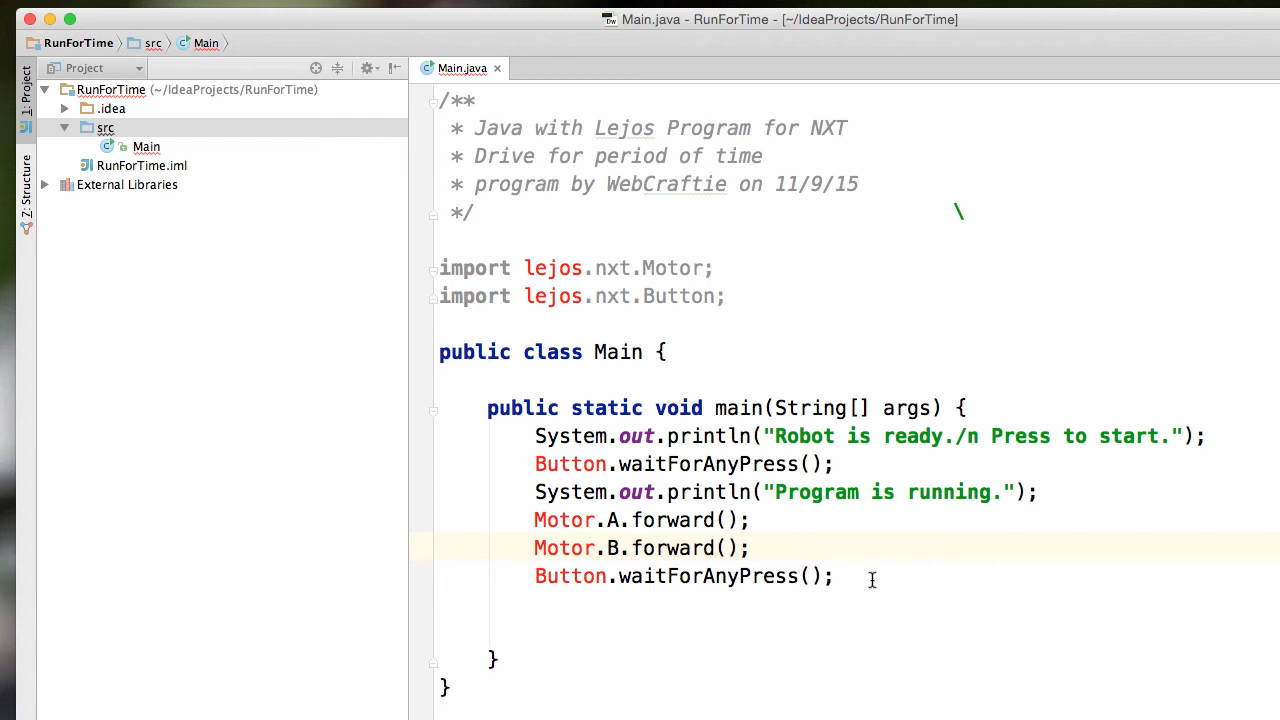 Main.java - RunForTime - [~/IdeaProjects/RunForTime]
RunForTime src Main
1: Project
Project
Main.java
RunForTime (~/IdeaProjects/RunForTime)
.idea
src
Main
RunForTime.iml
External Libraries
Z: Structure
/**
* Java with Lejos Program for NXT
* Drive for period of time
* program by WebCraftie on 11/9/15
*/ \
import lejos.nxt.Motor;
import lejos.nxt.Button;
public class Main {
public static void main(String[] args) {
System.out.println("Robot is ready./n Press to start.");
Button.waitForAnyPress();
System.out.println("Program is running.");
Motor.A.forward();
Motor.B.forward();
Button.waitForAnyPress();
}
}